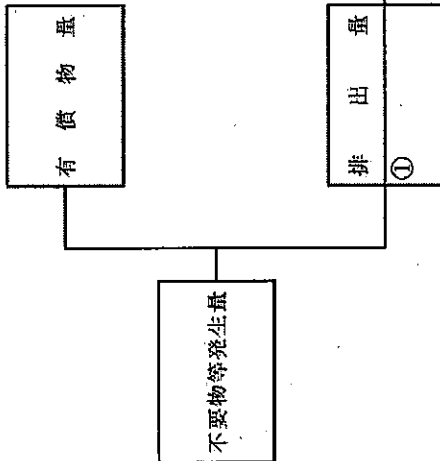 有償物量
排出量
①
不要物等発生量